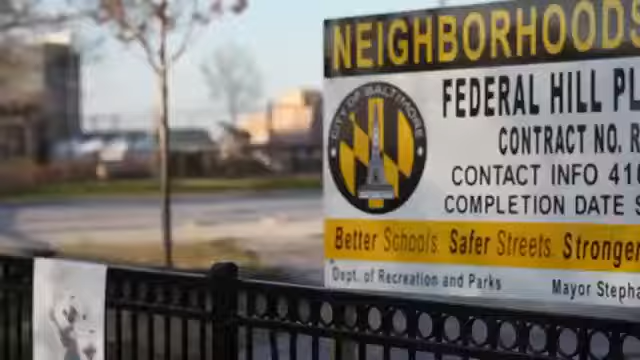 NEIGHBORHOODS
CITY OF BALTIMORE
FEDERAL HILL PL
CONTRACT NO. R
CONTACT INFO 41
COMPLETION DATE S
Better Schools. Safer Streets. Stronger
Dept. of Recreation and Parks
Mayor Stepha